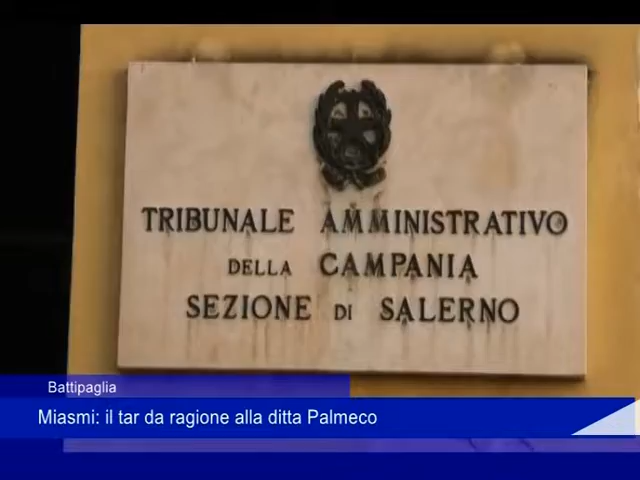 TRIBUNALE AMMINISTRATIVO
DELLA CAMPANIA
SEZIONE DI SALERNO
Battipaglia
Miasmi: il tar da ragione alla ditta Palmeco